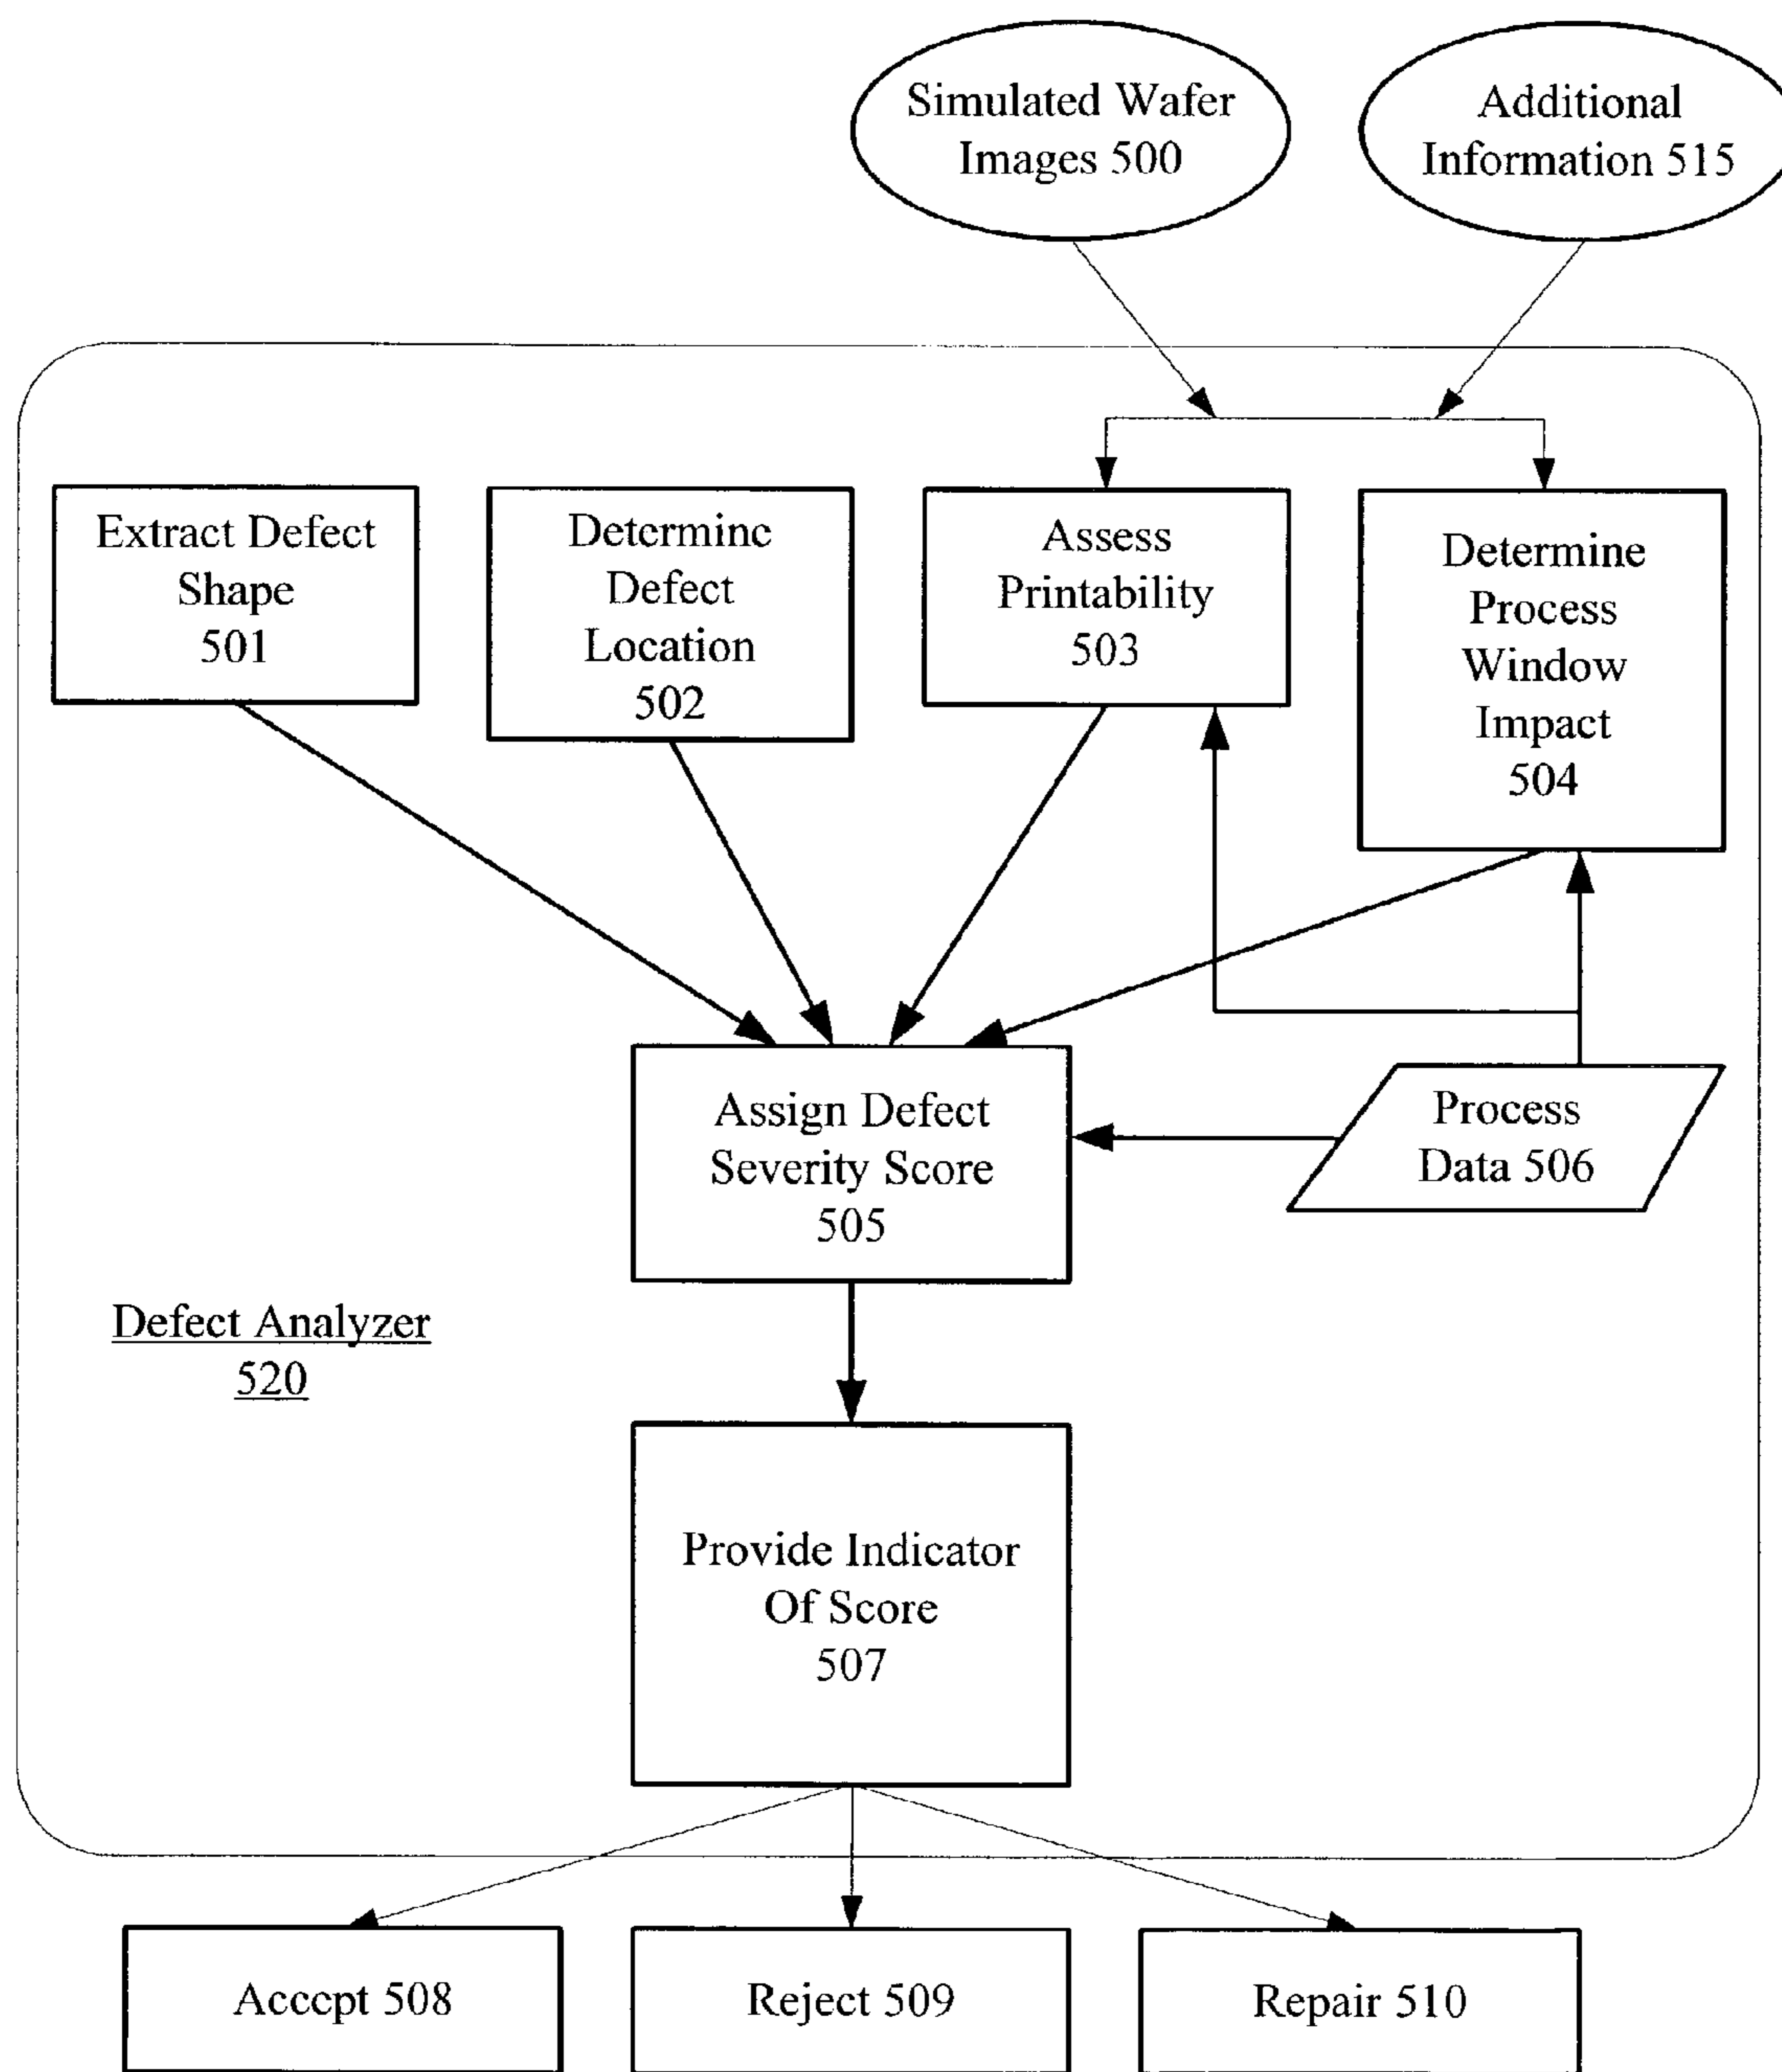 Simulated Wafer
Images 500
Additional
Information 515
Extract Defect
Shape
501
Determine
Defect
Location
502
Assess
Printability
503
Determine
Process
Window
Impact
504
Assign Defect
Severity Score
505
Process
Data 506
Defect Analyzer
520
Provide Indicator
Of Score
507
Accept 508
Reject 509
Repair 510